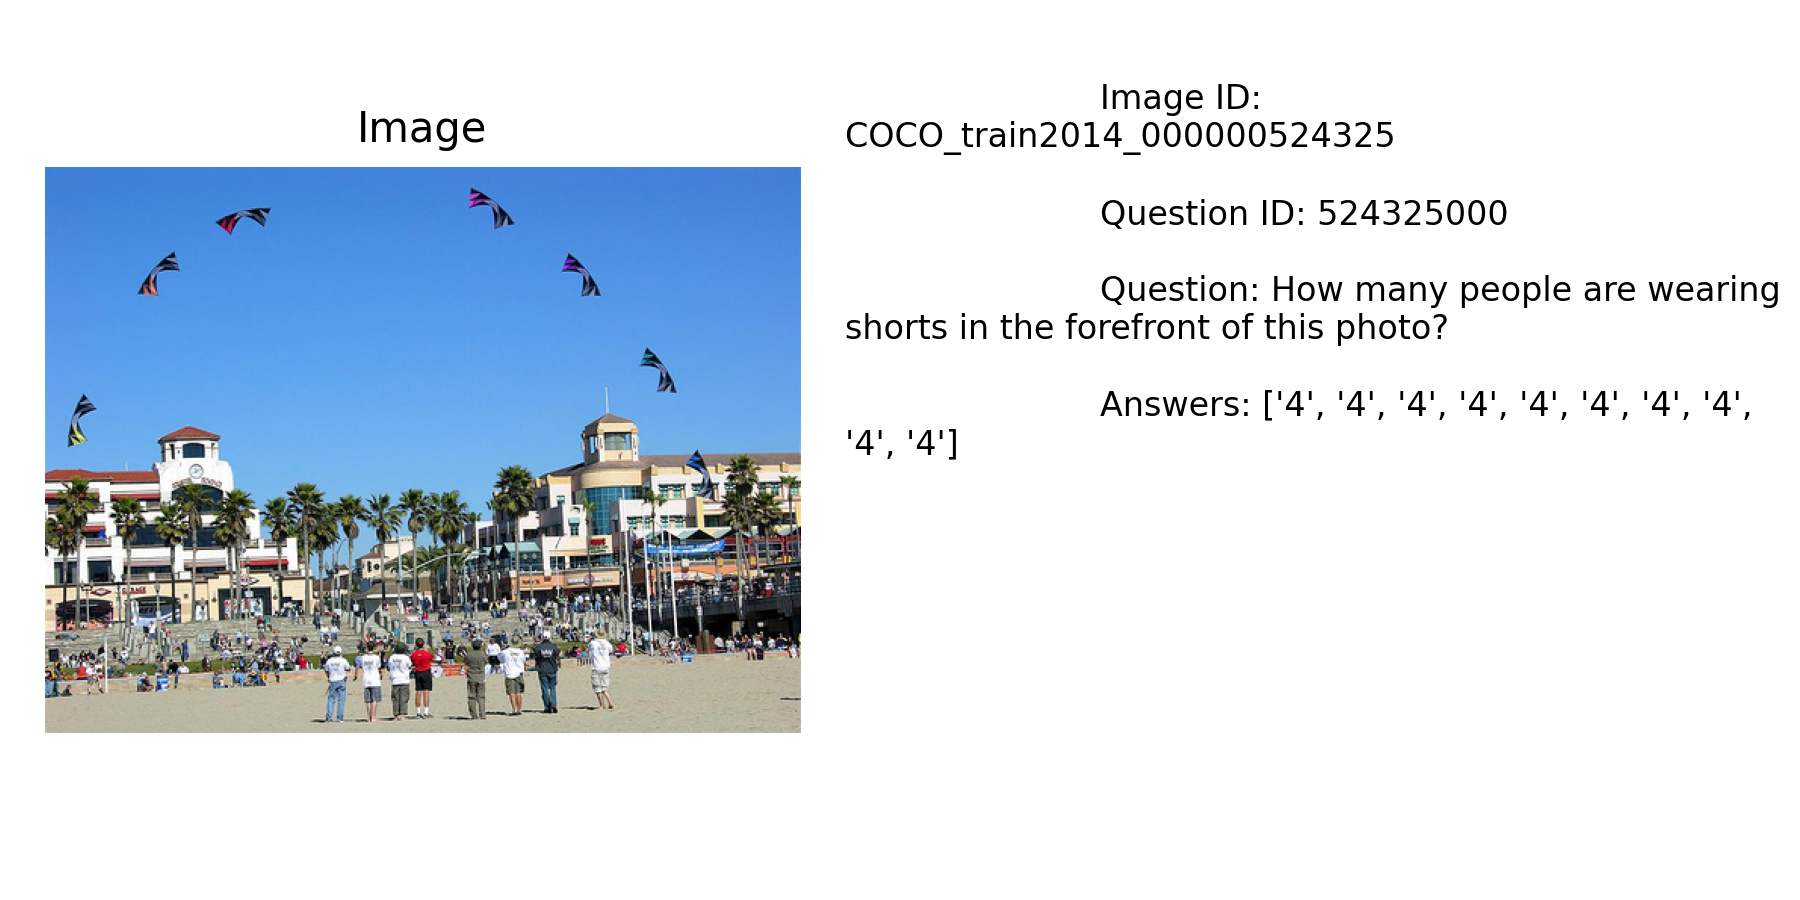 Image
Image ID:
COCO_train2014_000000524325
Question ID: 524325000
Question: How many people are wearing
shorts in the forefront of this photo?
Answers: ['4', '4', '4', '4', '4', '4', '4', '4',
'4', '4']